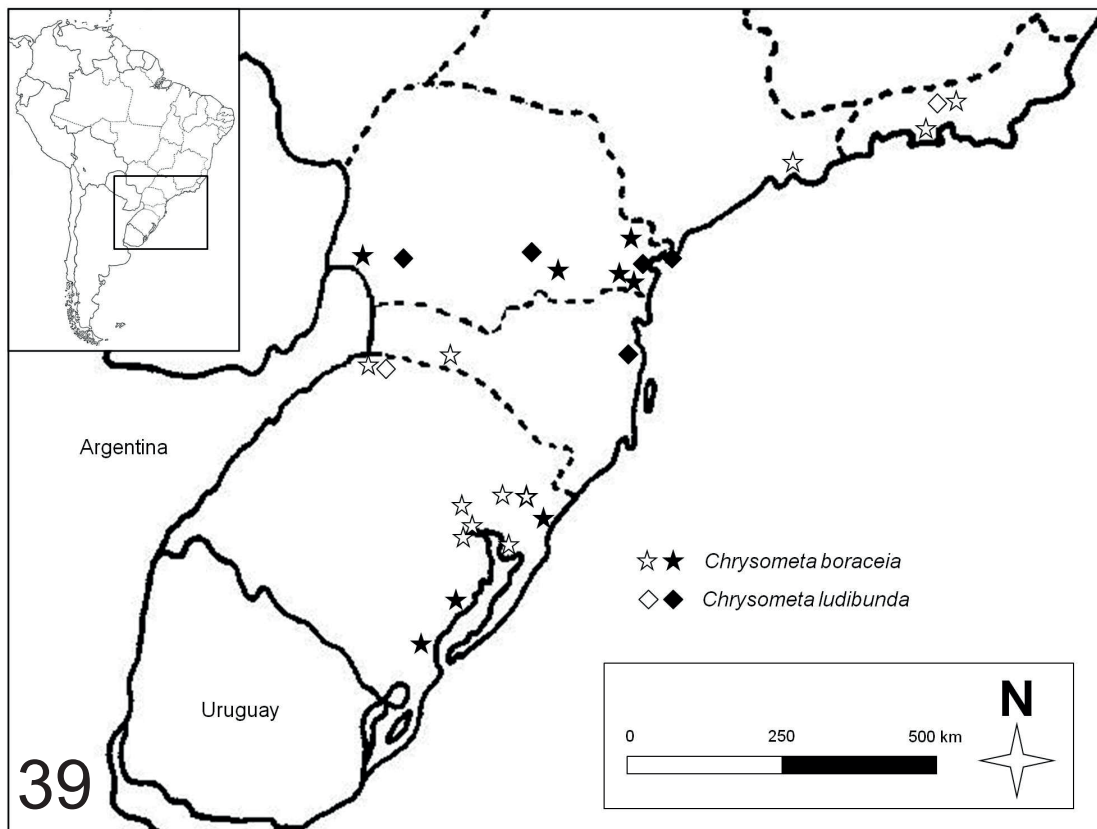 Argentina
Chrysometa boraceia
Chrysometa ludibunda
Uruguay
N
0 250 500 km
39